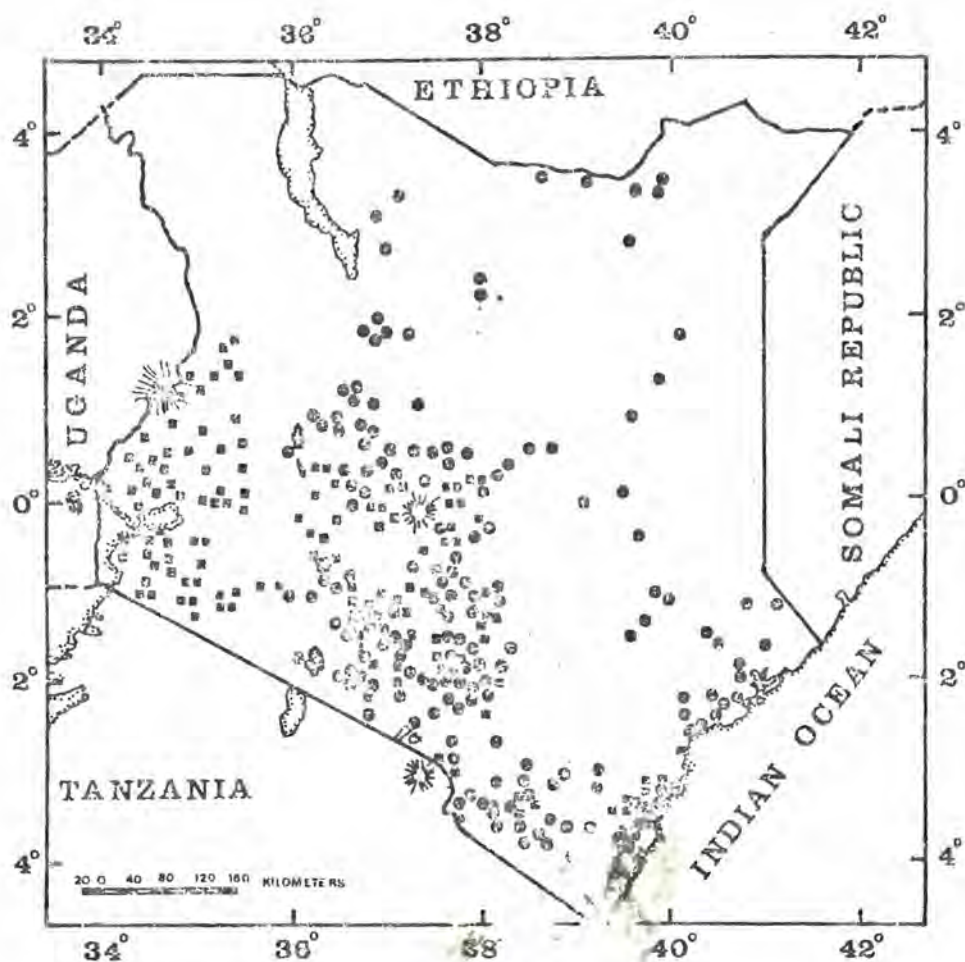 34° 36° 38° 40° 42°
ETHIOPIA
4° 4°
UGANDA
SOMALI REPUBLIC
2° 2°
0° 0°
2° 2°
INDIAN OCEAN
TANZANIA
4° 4°
20 0 40 80 120 160 KILOMETERS
34° 36° 38° 40° 42°